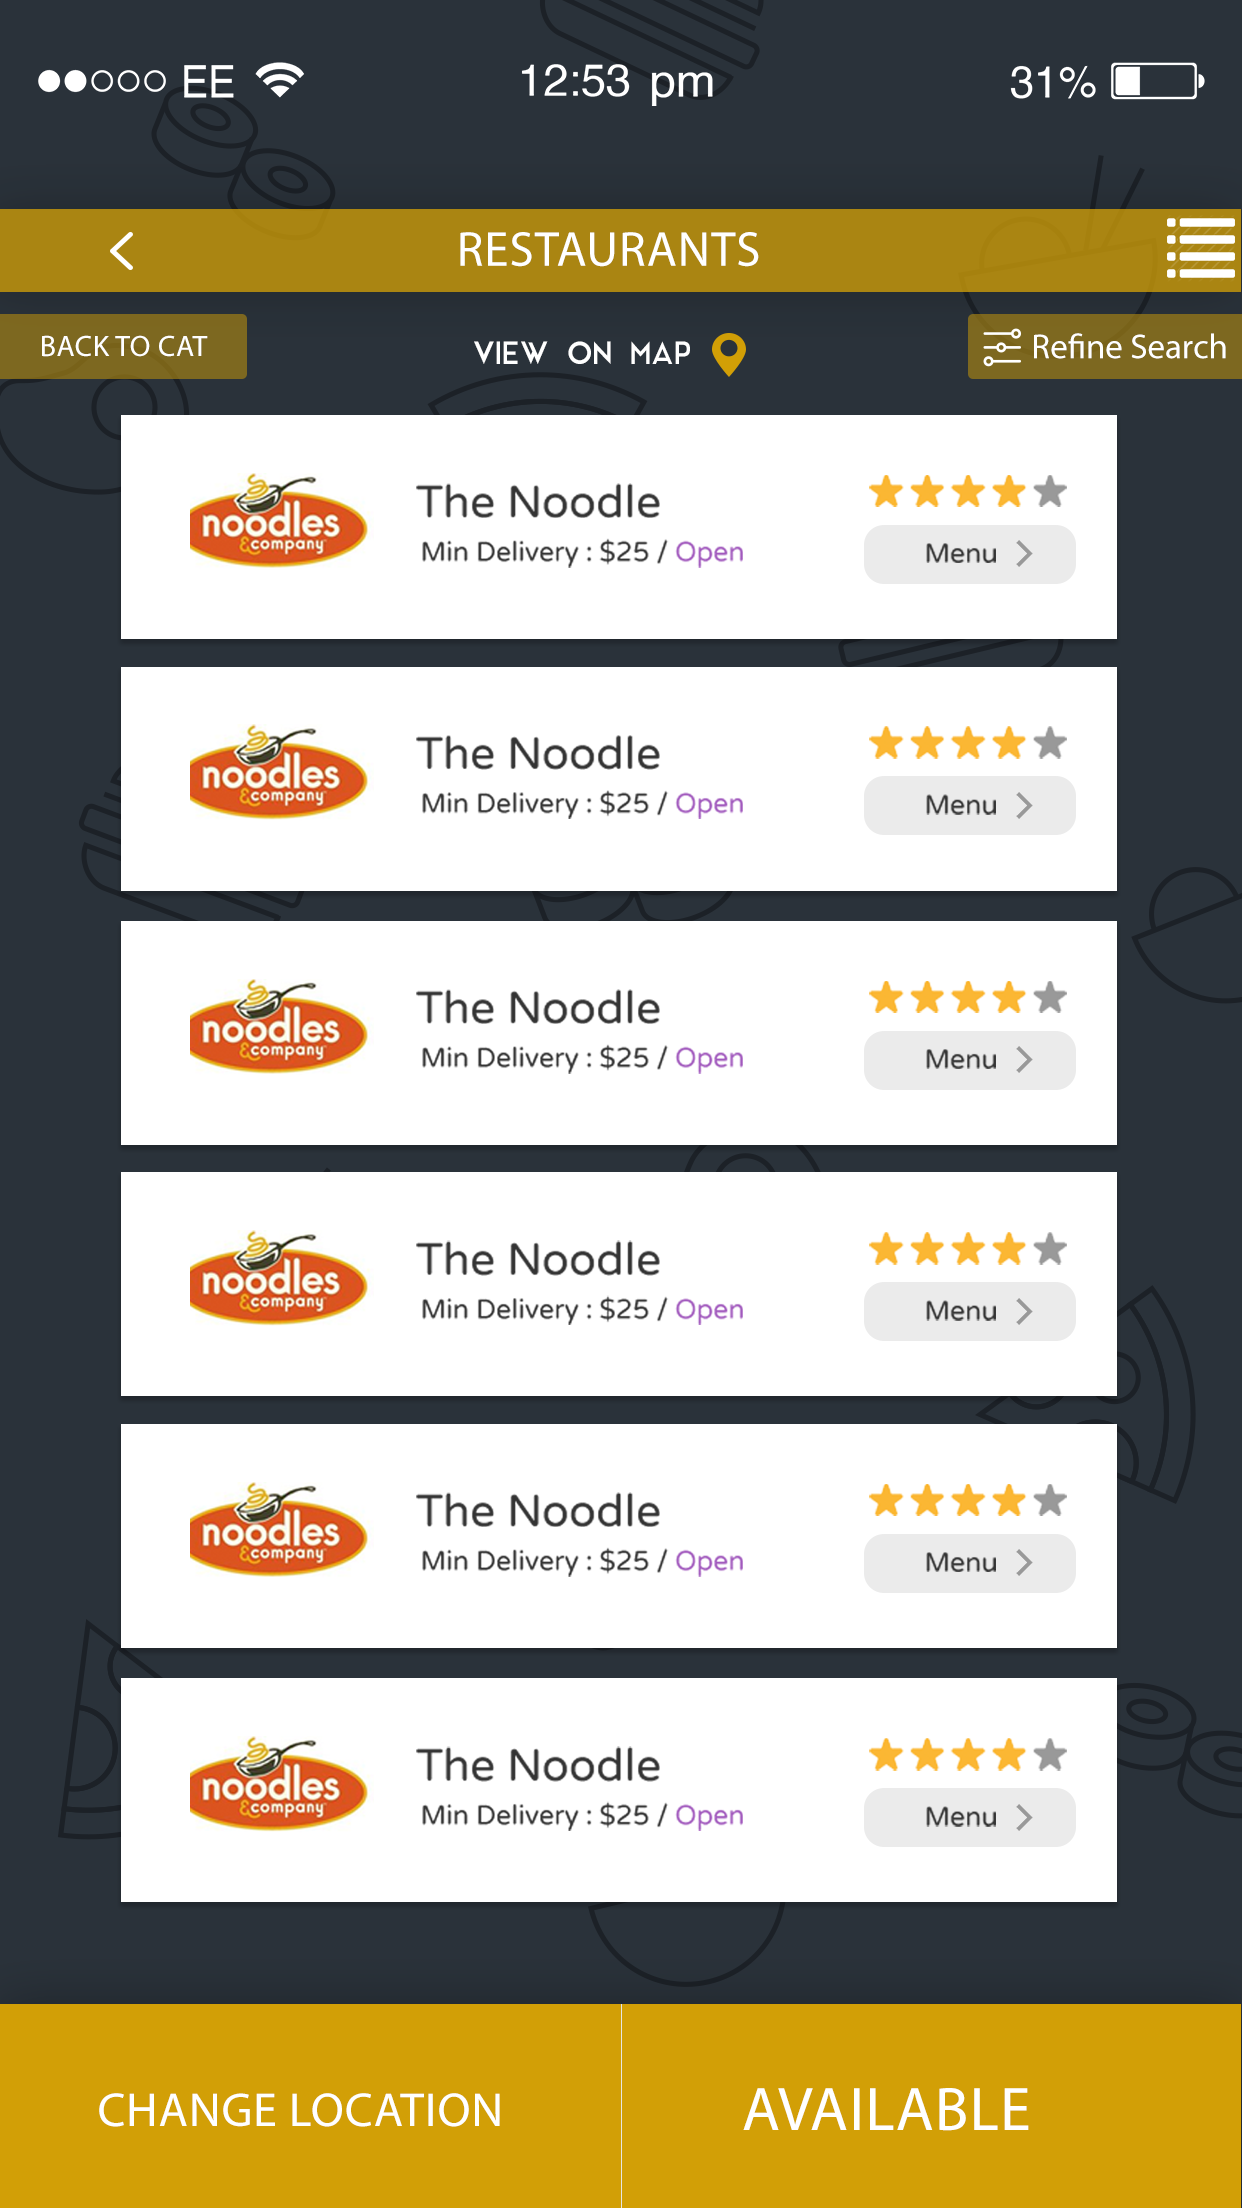 EE 12:53 pm 31%
RESTAURANTS
BACK TO CAT VIEW ON MAP Refine Search
noodles
&company
The Noodle
Min Delivery : $25 / Open
Menu
noodles
&company
The Noodle
Min Delivery : $25 / Open
Menu
noodles
&company
The Noodle
Min Delivery : $25 / Open
Menu
noodles
&company
The Noodle
Min Delivery : $25 / Open
Menu
noodles
&company
The Noodle
Min Delivery : $25 / Open
Menu
noodles
&company
The Noodle
Min Delivery : $25 / Open
Menu
CHANGE LOCATION AVAILABLE